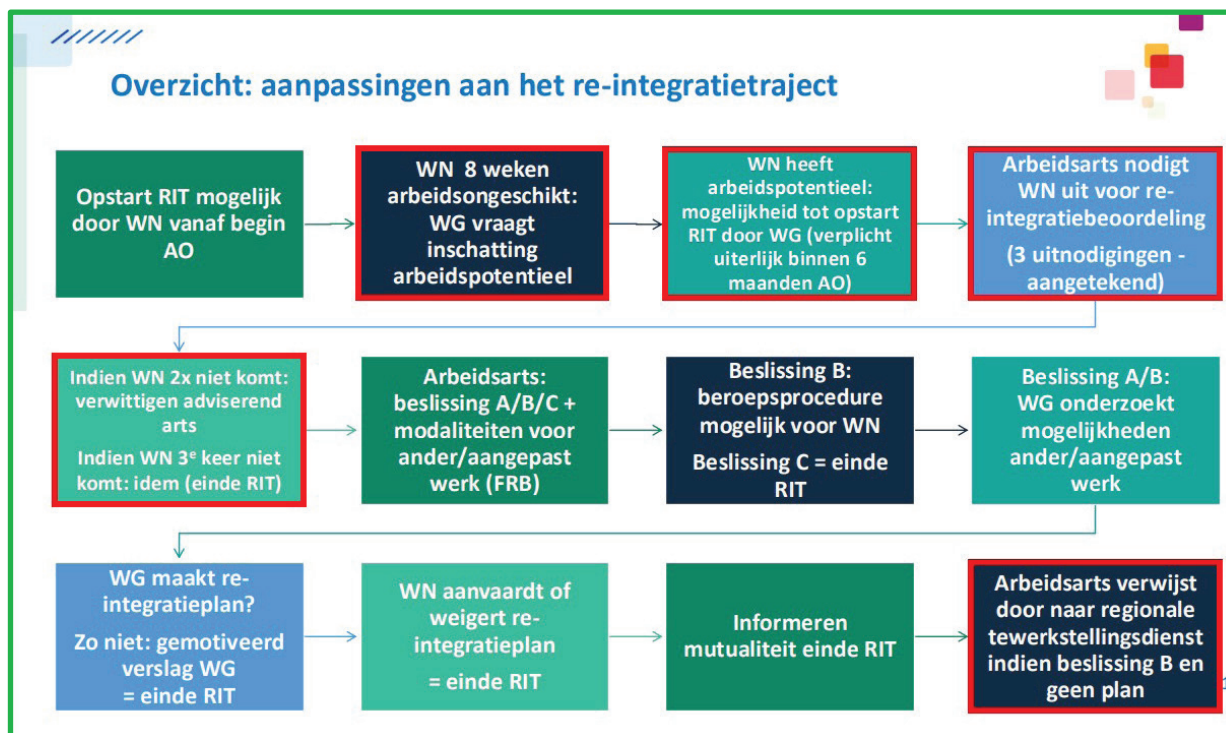 Overzicht: aanpassingen aan het re-integratietraject
Opstart RIT mogelijk
door WN vanaf begin
AO
WN 8 weken
arbeidsongeschikt:
WG vraagt
inschatting
arbeidspotentieel
WN heeft
arbeidspotentieel:
mogelijkheid tot opstart
RIT door WG (verplicht
uiterlijk binnen 6
maanden AO)
Arbeidsarts nodigt
WN uit voor re-
integratiebeoordeling
(3 uitnodigingen -
aangetekend)
Indien WN 2x niet komt:
verwittigen adviserend
arts
Indien WN 3e keer niet
komt: idem (einde RIT)
Arbeidsarts:
beslissing A/B/C +
modaliteiten voor
ander/aangepast
werk (FRB)
Beslissing B:
beroepsprocedure
mogelijk voor WN
Beslissing C = einde
RIT
Beslissing A/B:
WG onderzoekt
mogelijkheden
ander/aangepast
werk
WG maakt re-
integratieplan?
Zo niet: gemotiveerd
verslag WG
= einde RIT
WN aanvaardt of
weigert re-
integratieplan
= einde RIT
Informeren
mutualiteit einde RIT
Arbeidsarts verwijst
door naar regionale
tewerkstellingsdienst
indien beslissing B en
geen plan